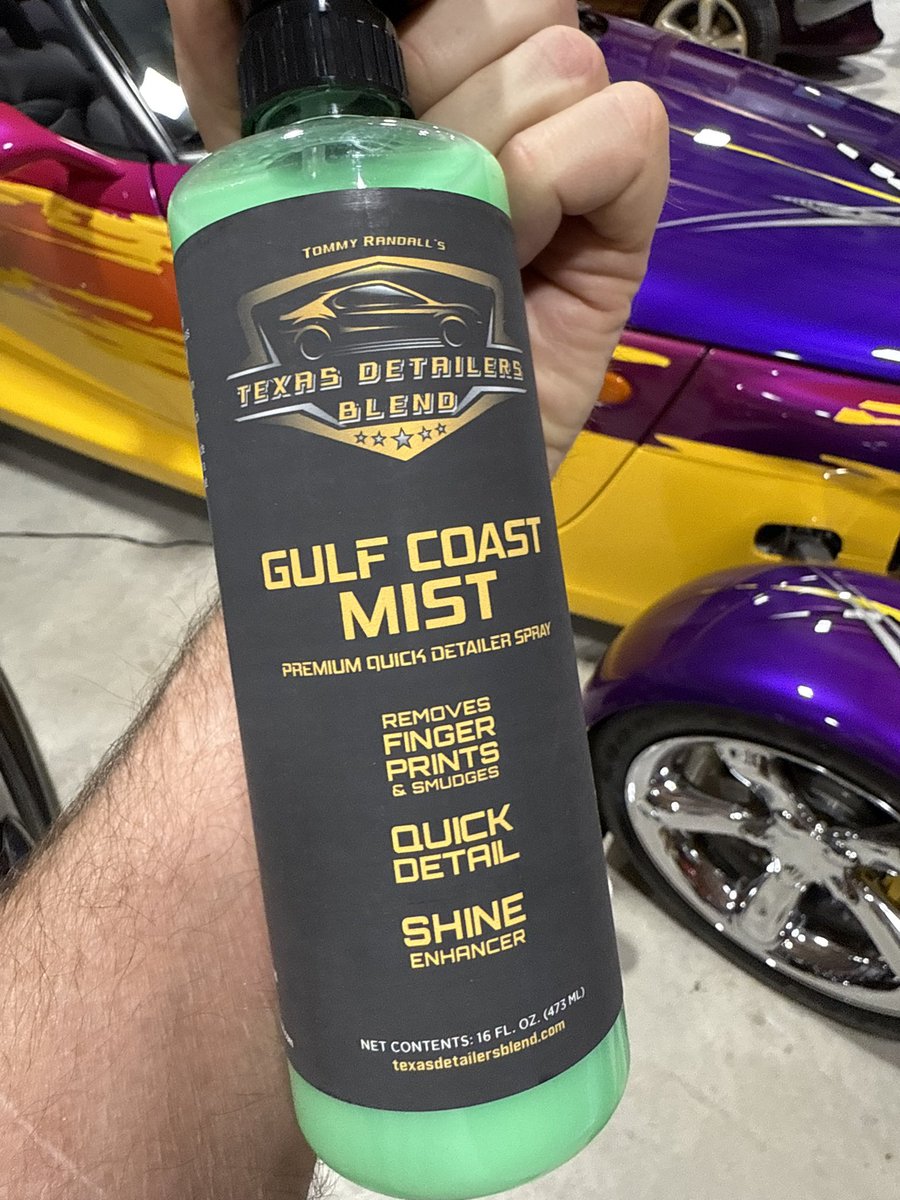 TOMMY RANDALL'S
TEXAS DETAILERS
BLEND
GULF COAST
MIST
PREMIUM QUICK DETAILER SPRAY
REMOVES
FINGER
PRINTS
& SMUDGES
QUICK
DETAIL
SHINE
ENHANCER
NET CONTENTS: 16 FL. OZ. (473 ML)
texasdetailersblend.com